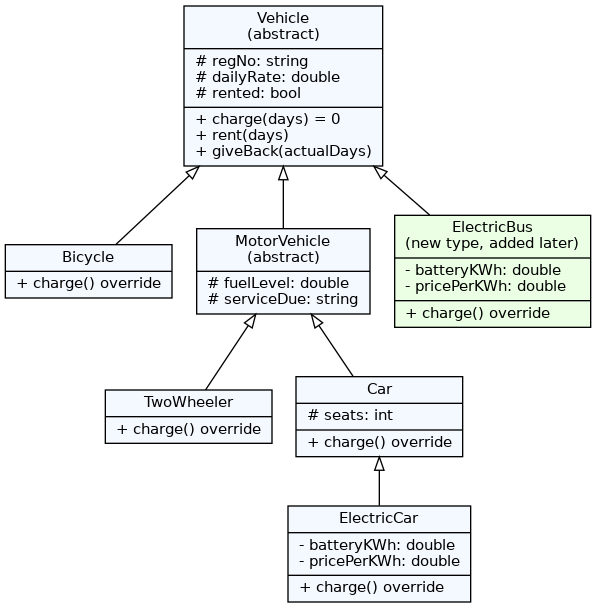 Vehicle
(abstract)
# regNo: string
# dailyRate: double
# rented: bool
+ charge(days) = 0
+ rent(days)
+ giveBack(actualDays)
Bicycle
+ charge() override
MotorVehicle
(abstract)
# fuelLevel: double
# serviceDue: string
ElectricBus
(new type, added later)
- batteryKWh: double
- pricePerKWh: double
+ charge() override
TwoWheeler
+ charge() override
Car
# seats: int
+ charge() override
ElectricCar
- batteryKWh: double
- pricePerKWh: double
+ charge() override